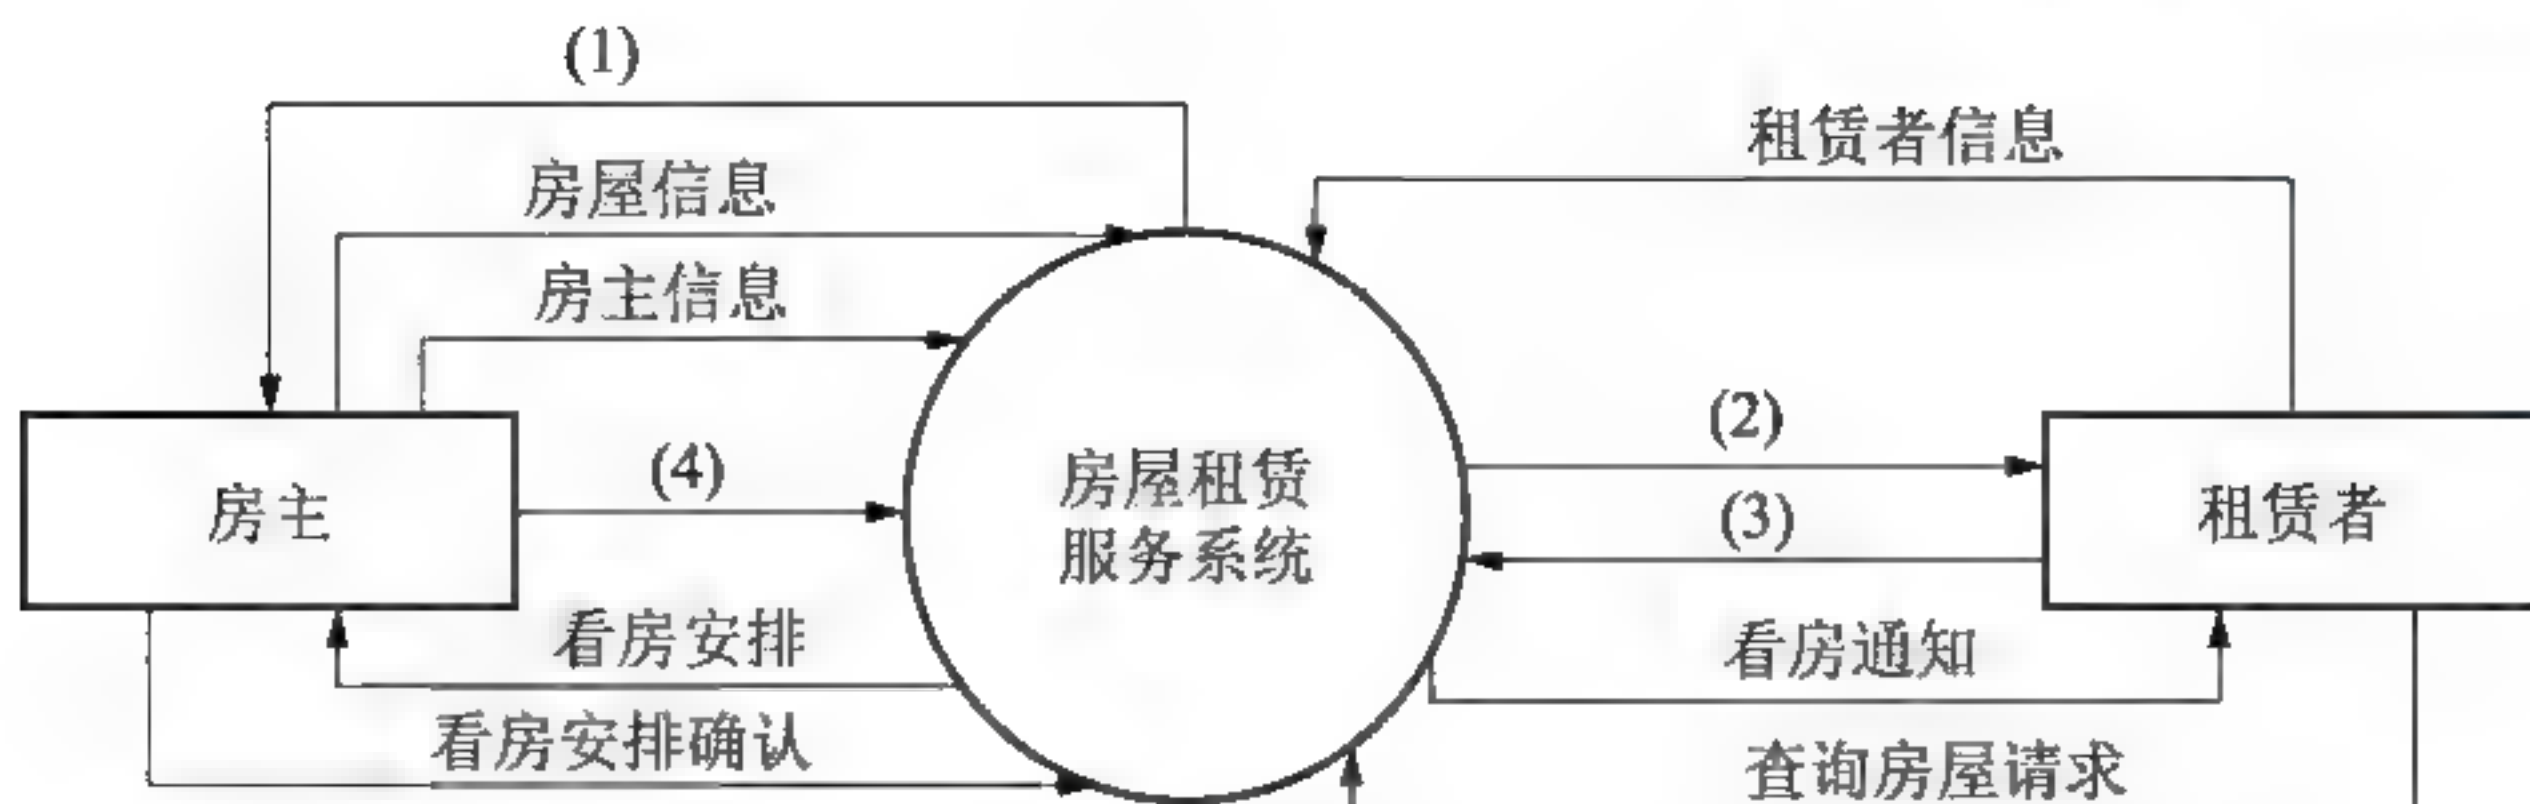 (1)
租赁者信息
房屋信息
房主信息
(2)
(4)
房主
房屋租赁
服务系统
(3)
租赁者
看房安排
看房通知
看房安排确认
查询房屋请求